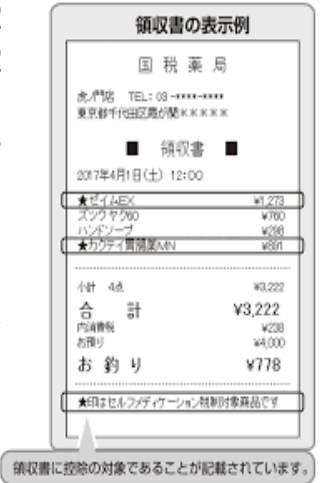 領収書の表示例
国税薬局
虎ノ門店 TEL:03-****-****
東京都千代田区霞が関*****
■ 領収書 ■
2017年4月1日(土) 12:00
★ゼイムEX ¥1,273
ズツウヤク60 ¥760
ハンドソープ ¥298
★カクテイ胃腸薬MN ¥891
小計 4点 ¥3,222
合計 ¥3,222
内消費税 ¥238
お預り ¥4,000
お釣り ¥778
★印はセルフメディケーション税制対象商品です
領収書に控除の対象であることが記載されています。